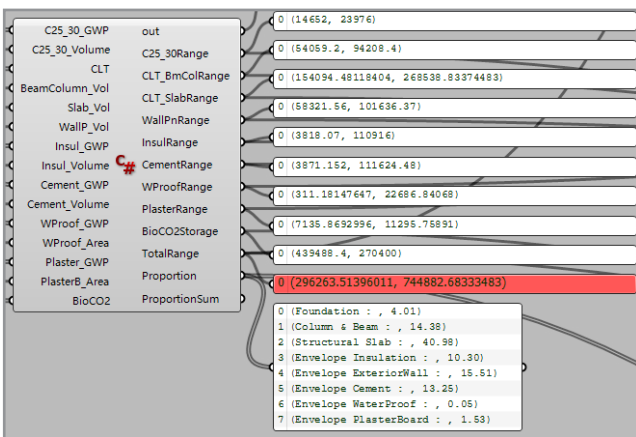 C25_30_GWP
C25_30_Volume
CLT
BeamColumn_Vol
Slab_Vol
WallP_Vol
Insul_GWP
Insul_Volume
Cement_GWP
Cement_Volume
WProof_GWP
WProof_Area
Plaster_GWP
PlasterB_Area
BioCO2
C#
out
C25_30Range
CLT_BmColRange
CLT_SlabRange
WallPnRange
InsulRange
CementRange
WProofRange
PlasterRange
BioCO2Storage
TotalRange
Proportion
ProportionSum
0 (14652, 23976)
0 (54059.2, 94208.4)
0 (154094.48118404, 268538.83374483)
0 (58321.56, 101636.37)
0 (3818.07, 110916)
0 (3871.152, 111624.48)
0 (311.18147647, 22686.84068)
0 (7135.8692996, 11295.75891)
0 (439488.4, 270400)
0 (296263.51396011, 744882.68333483)
0 (Foundation : , 4.01)
1 (Column & Beam : , 14.38)
2 (Structural Slab : , 40.98)
3 (Envelope Insulation : , 10.30)
4 (Envelope ExteriorWall : , 15.51)
5 (Envelope Cement : , 13.25)
6 (Envelope WaterProof : , 0.05)
7 (Envelope PlasterBoard : , 1.53)